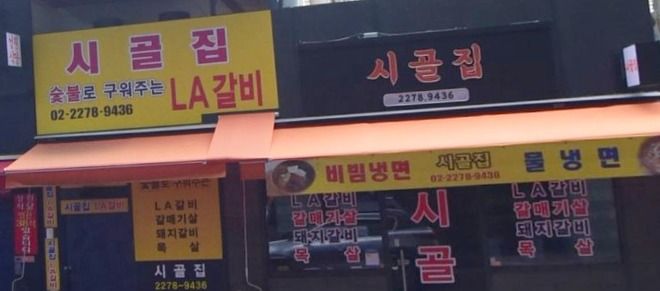 시골집
숯불로 구워주는 LA갈비
02-2278-9436
시골집
2278.9436
비빔냉면 시골집 물냉면
02-2278-9436
숯불로 구워주는
LA갈비
갈매기살
돼지갈비
목살
시골집
2278-9436
시골집 LA갈비
LA갈비
갈매기살
돼지갈비
목 살
시골
LA갈비
갈매기살
돼지갈비
목 살